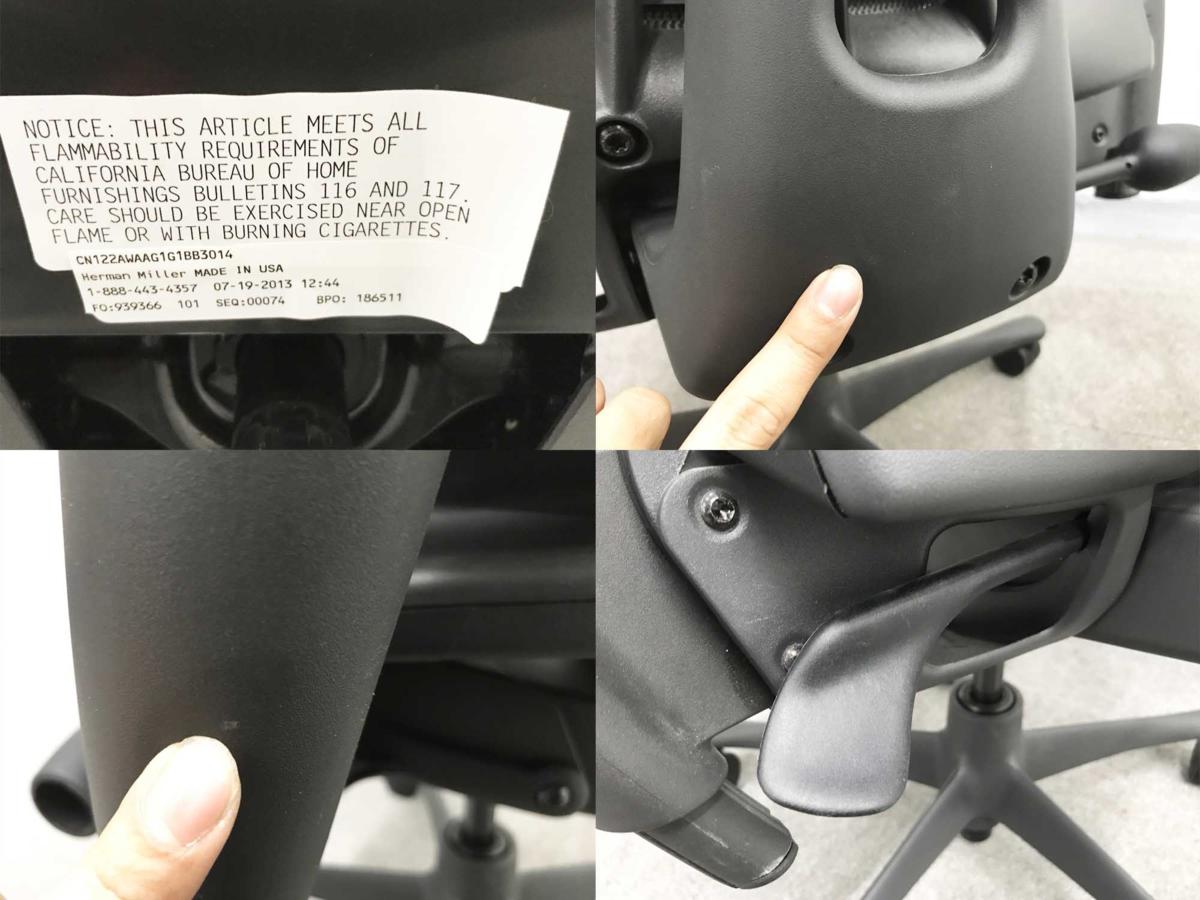 NOTICE: THIS ARTICLE MEETS ALL
FLAMMABILITY REQUIREMENTS OF
CALIFORNIA BUREAU OF HOME
FURNISHINGS BULLETINS 116 AND 117.
CARE SHOULD BE EXERCISED NEAR OPEN
FLAME OR WITH BURNING CIGARETTES.
CN122AWAAG1G1BB3014
Herman Miller MADE IN USA
1-888-443-4357 07-19-2013 12:44
FO:939366 101 SEQ:00074 BPO: 186511